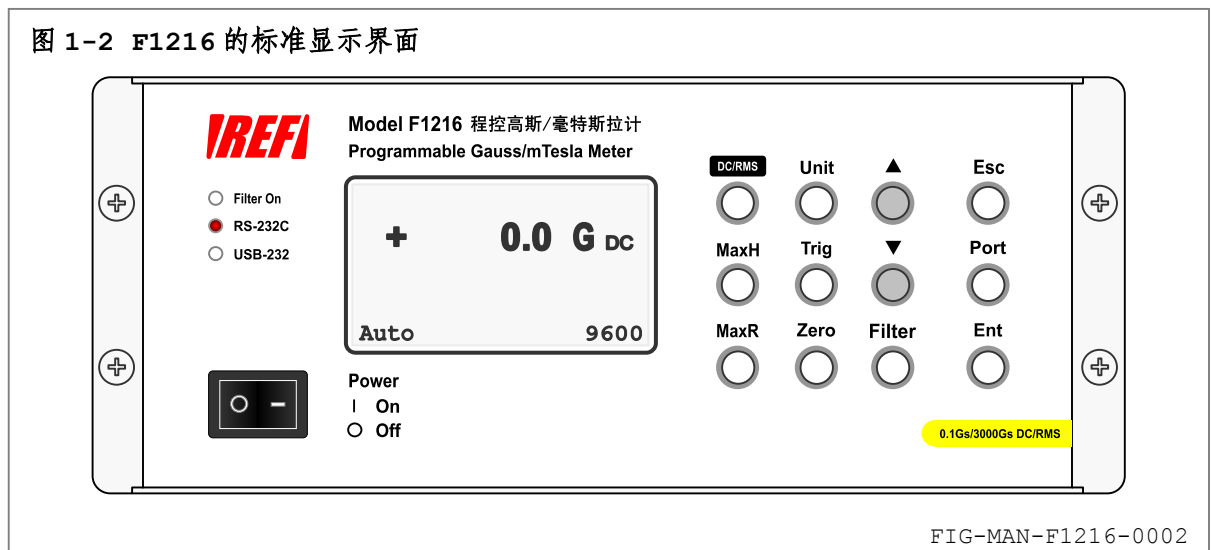 图 1-2 F1216 的标准显示界面
IREFI
Model F1216 程控高斯/毫特斯拉计
Programmable Gauss/mTesla Meter
Filter On
RS-232C
USB-232
+ 0.0 G DC
Auto 9600
DC/RMS Unit ▲ Esc
MaxH Trig ▼ Port
MaxR Zero Filter Ent
Power
I On
O Off
0.1Gs/3000Gs DC/RMS
FIG-MAN-F1216-0002